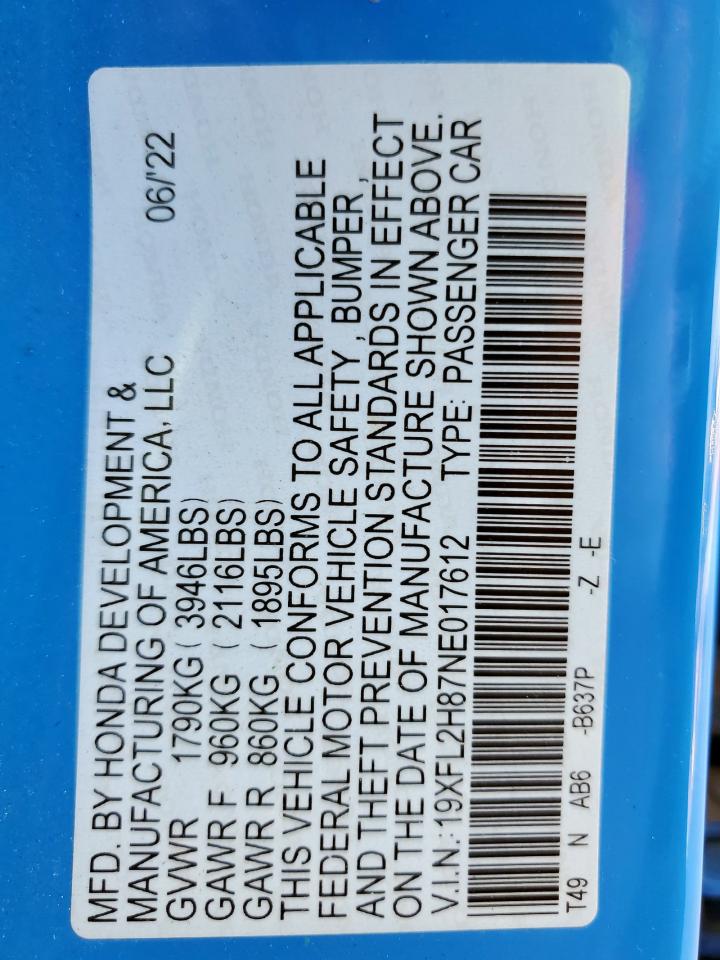 MFD. BY HONDA DEVELOPMENT &
MANUFACTURING OF AMERICA, LLC 06/'22
GVWR 1790KG ( 3946LBS)
GAWR F 960KG ( 2116LBS)
GAWR R 860KG ( 1895LBS)
THIS VEHICLE CONFORMS TO ALL APPLICABLE
FEDERAL MOTOR VEHICLE SAFETY , BUMPER ,
AND THEFT PREVENTION STANDARDS IN EFFECT
ON THE DATE OF MANUFACTURE SHOWN ABOVE.
V.I.N.: 19XFL2H87NE017612 TYPE: PASSENGER CAR
T49 N AB6 -B637P -Z -E